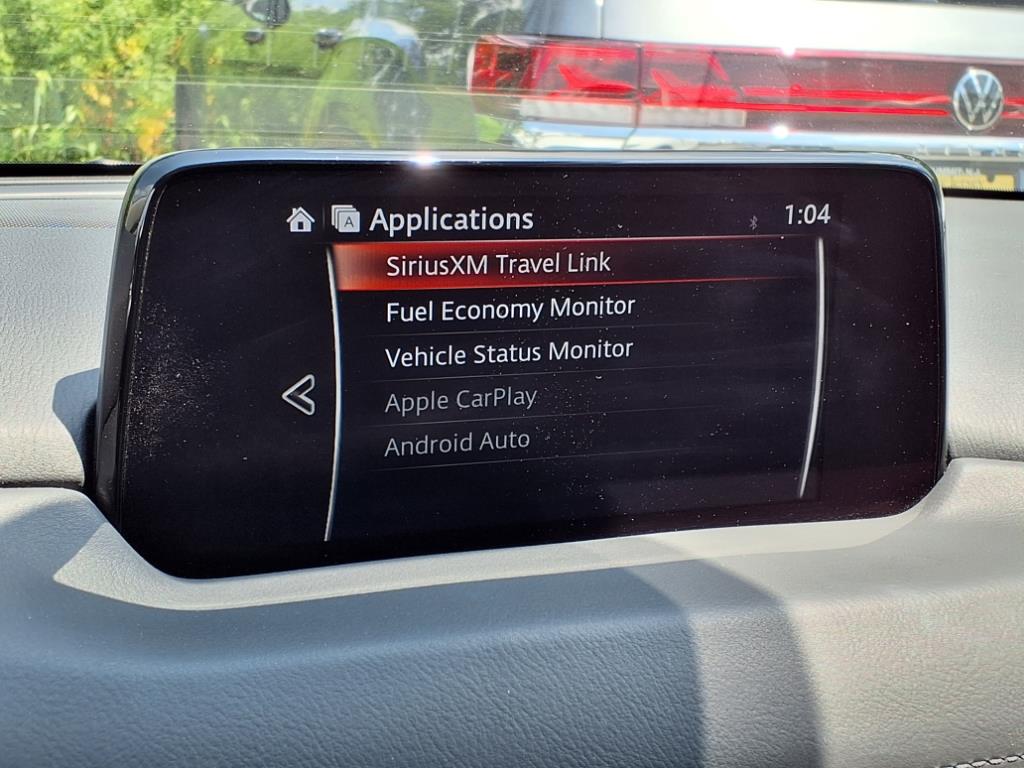 Applications
1:04
SiriusXM Travel Link
Fuel Economy Monitor
Vehicle Status Monitor
Apple CarPlay
Android Auto